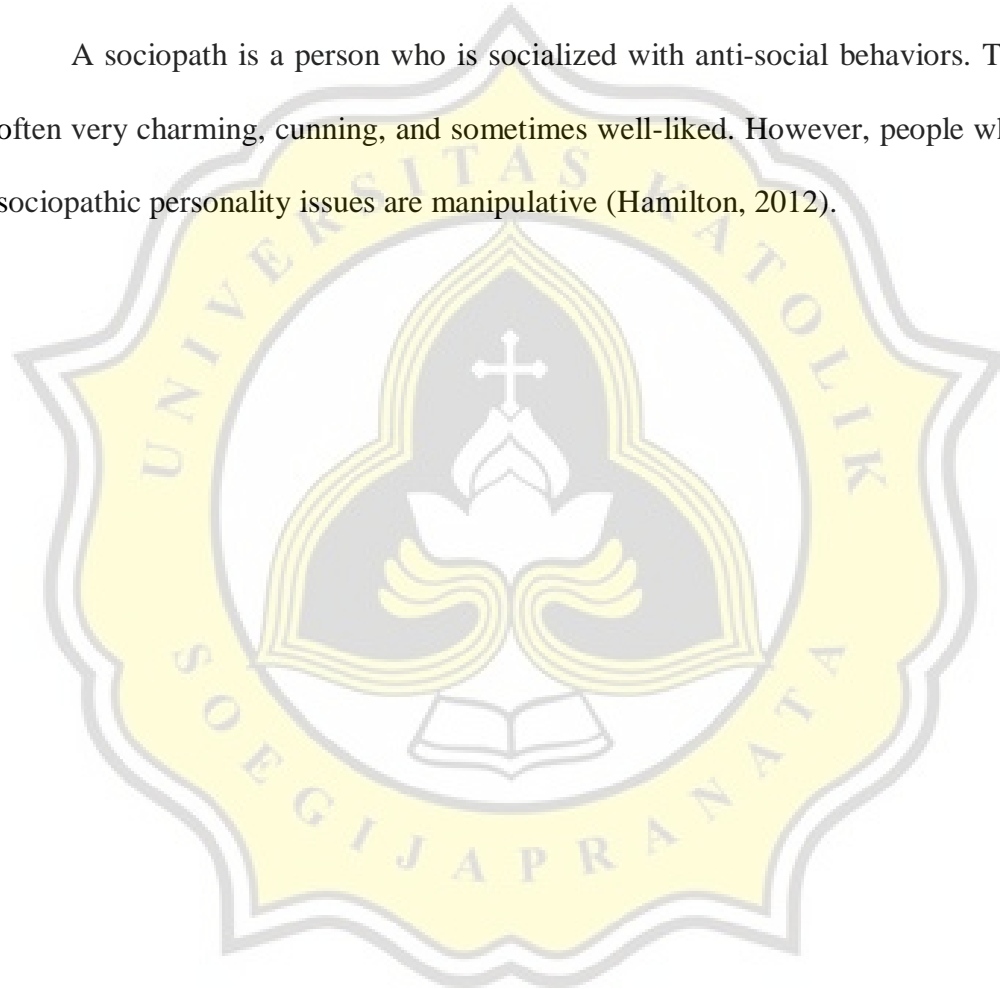 A sociopath is a person who is socialized with anti-social behaviors.
often very charming, cunning, and sometimes well-liked. However, people
sociopathic personality issues are manipulative (Hamilton, 2012).
UNIVERSITAS KATOLIK
SOEGIJAPRANATA